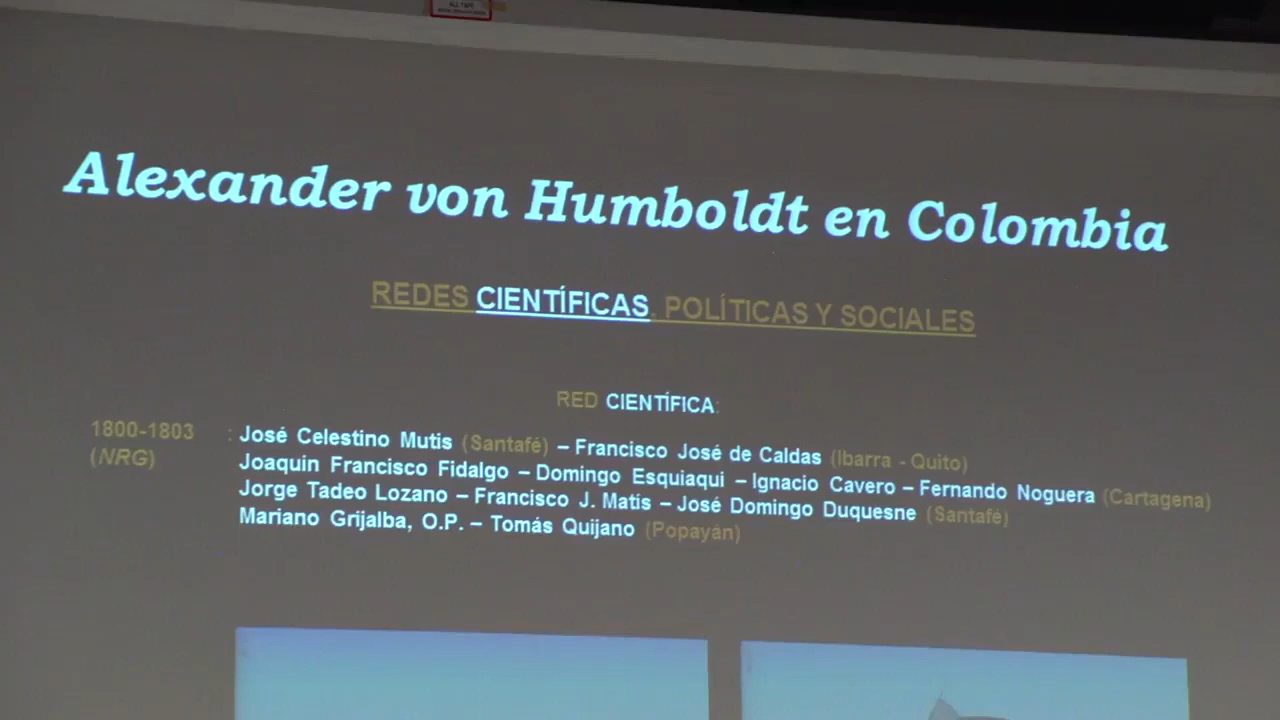 Alexander von Humboldt en Colombia
REDES CIENTÍFICAS. POLÍTICAS Y SOCIALES
RED CIENTÍFICA:
1800-1803 : José Celestino Mutis (Santafé) – Francisco José de Caldas (Ibarra - Quito)
(NRG) Joaquin Francisco Fidalgo – Domingo Esquiaqui – Ignacio Cavero – Fernando Noguera (Cartagena)
Jorge Tadeo Lozano – Francisco J. Matís – José Domingo Duquesne (Santafé)
Mariano Grijalba, O.P. – Tomás Quijano (Popayán)